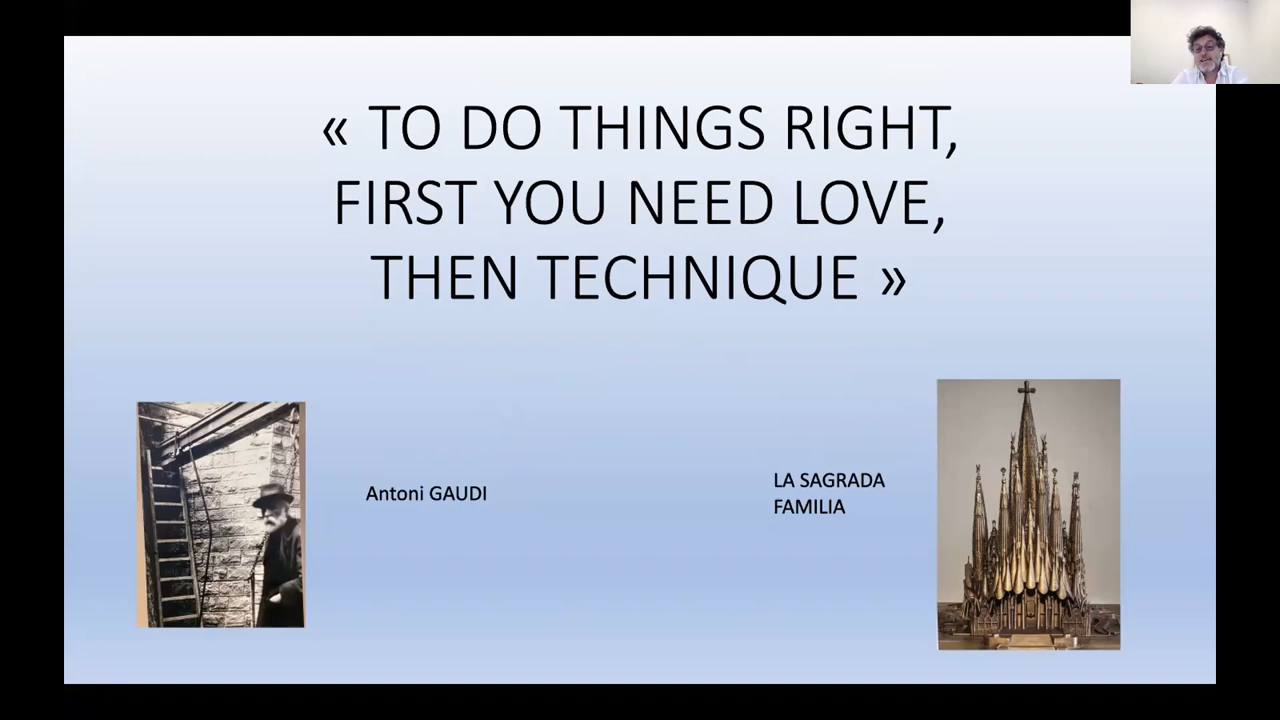 « TO DO THINGS RIGHT,
FIRST YOU NEED LOVE,
THEN TECHNIQUE »
Antoni GAUDI
LA SAGRADA
FAMILIA